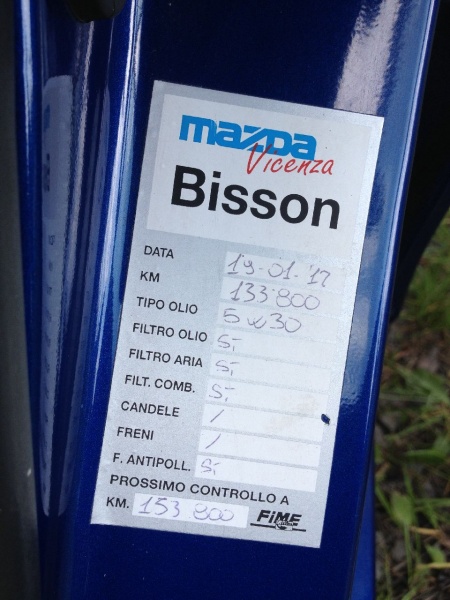 mazda
Vicenza
Bisson
DATA 19-01-'17
KM 133'800
TIPO OLIO 5w30
FILTRO OLIO Si
FILTRO ARIA Si
FILT. COMB. Si
CANDELE /
FRENI /
F. ANTIPOLL. Si
PROSSIMO CONTROLLO A
KM. 153 800 FiME